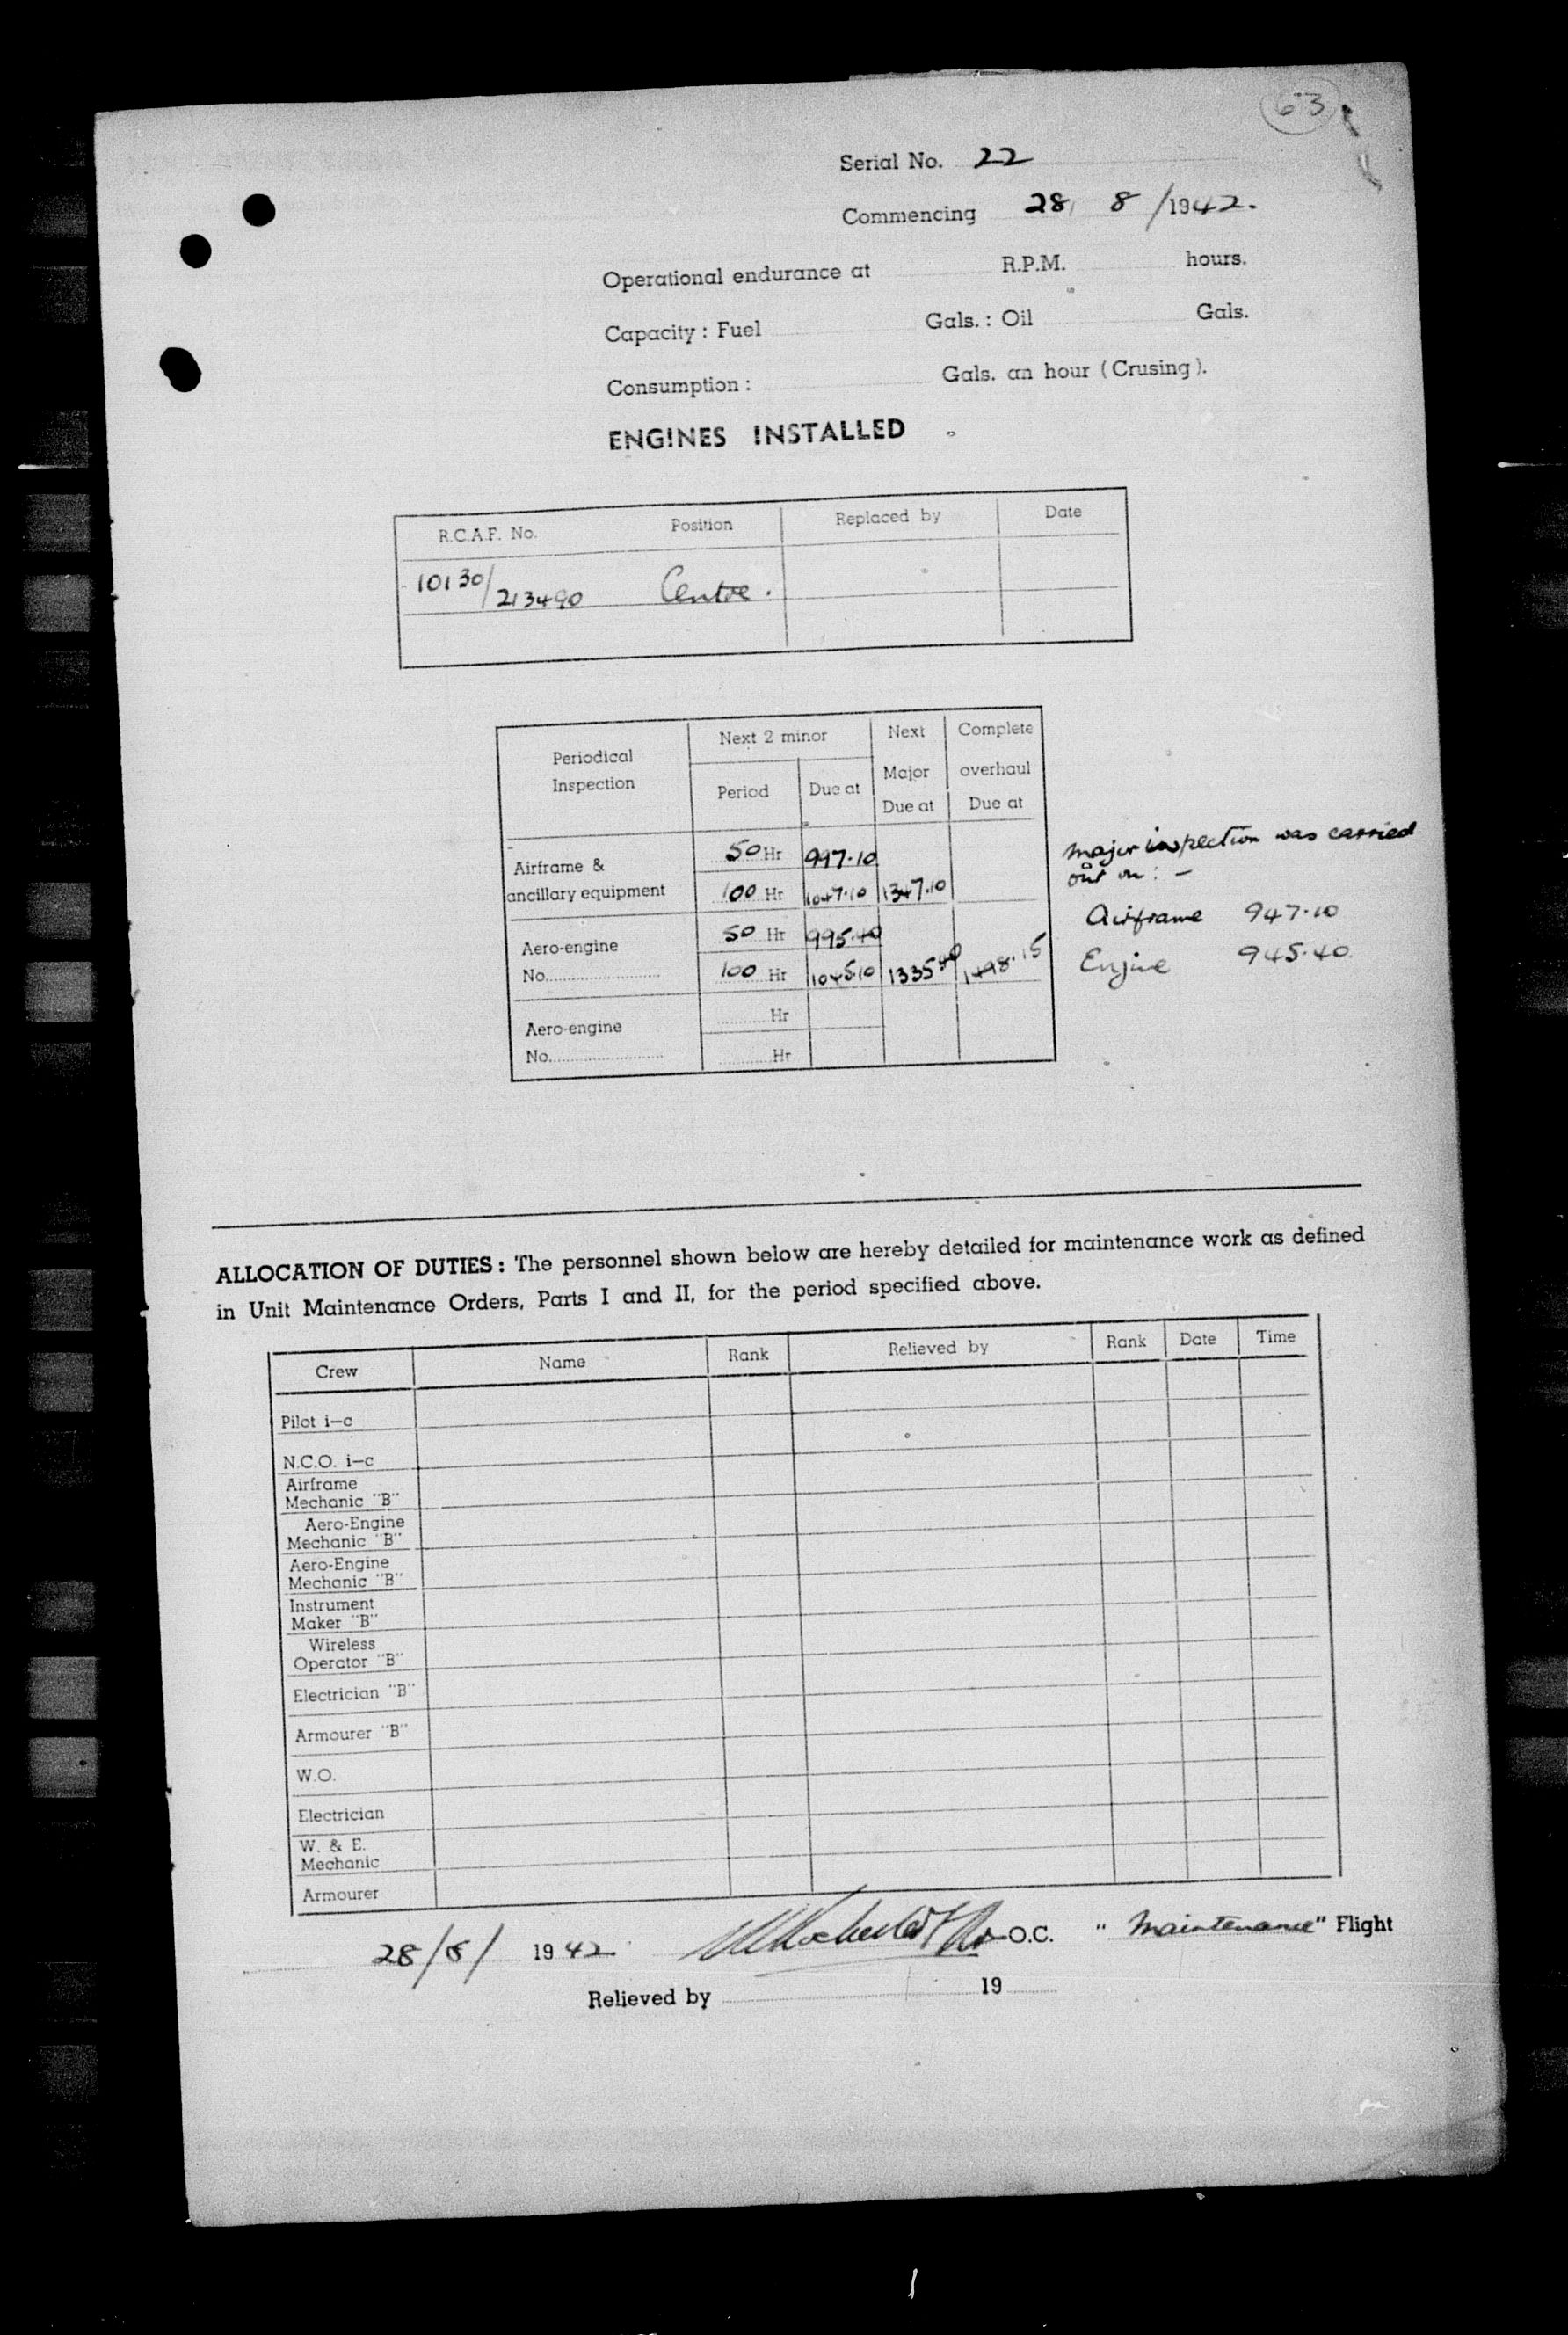 63
Serial No. 22
Commencing 28, 8/1942.
Operational endurance at R.P.M. hours.
Capacity : Fuel Gals. : Oil Gals.
Consumption : Gals. an hour (Crusing).
ENGINES INSTALLED
R.C.A.F. No. Position Replaced by Date
10130/213490 Centre.
Periodical Inspection Next 2 minor Next Complete
Major overhaul
Period Due at Due at Due at
Airframe & ancillary equipment 50 Hr 997.10
100 Hr 1047.10 1347.10
Aero-engine No. 50 Hr 995.40
100 Hr 1045.10 1335.40 1498.15
Aero-engine No. Hr
Hr
major inspection was carried
out on : -
Airframe 947.10
Engine 945.40.
ALLOCATION OF DUTIES : The personnel shown below are hereby detailed for maintenance work as defined
in Unit Maintenance Orders, Parts I and II, for the period specified above.
Crew Name Rank Relieved by Rank Date Time
Pilot i–c
N.C.O. i–c
Airframe
Mechanic "B"
Aero-Engine
Mechanic "B"
Aero-Engine
Mechanic "B"
Instrument
Maker "B"
Wireless
Operator "B"
Electrician "B"
Armourer "B"
W.O.
Electrician
W. & E.
Mechanic
Armourer
28/8/ 1942 O.C. "Maintenance" Flight
Relieved by 19